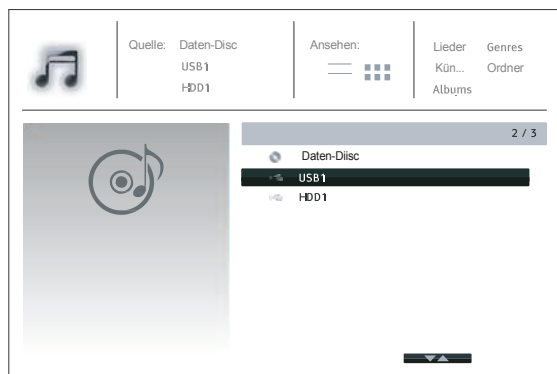 Quelle: Daten-Disc
USB1
HDD1
Ansehen:
Lieder Genres
Kün... Ordner
Albums
2 / 3
Daten-Diisc
USB1
HDD1